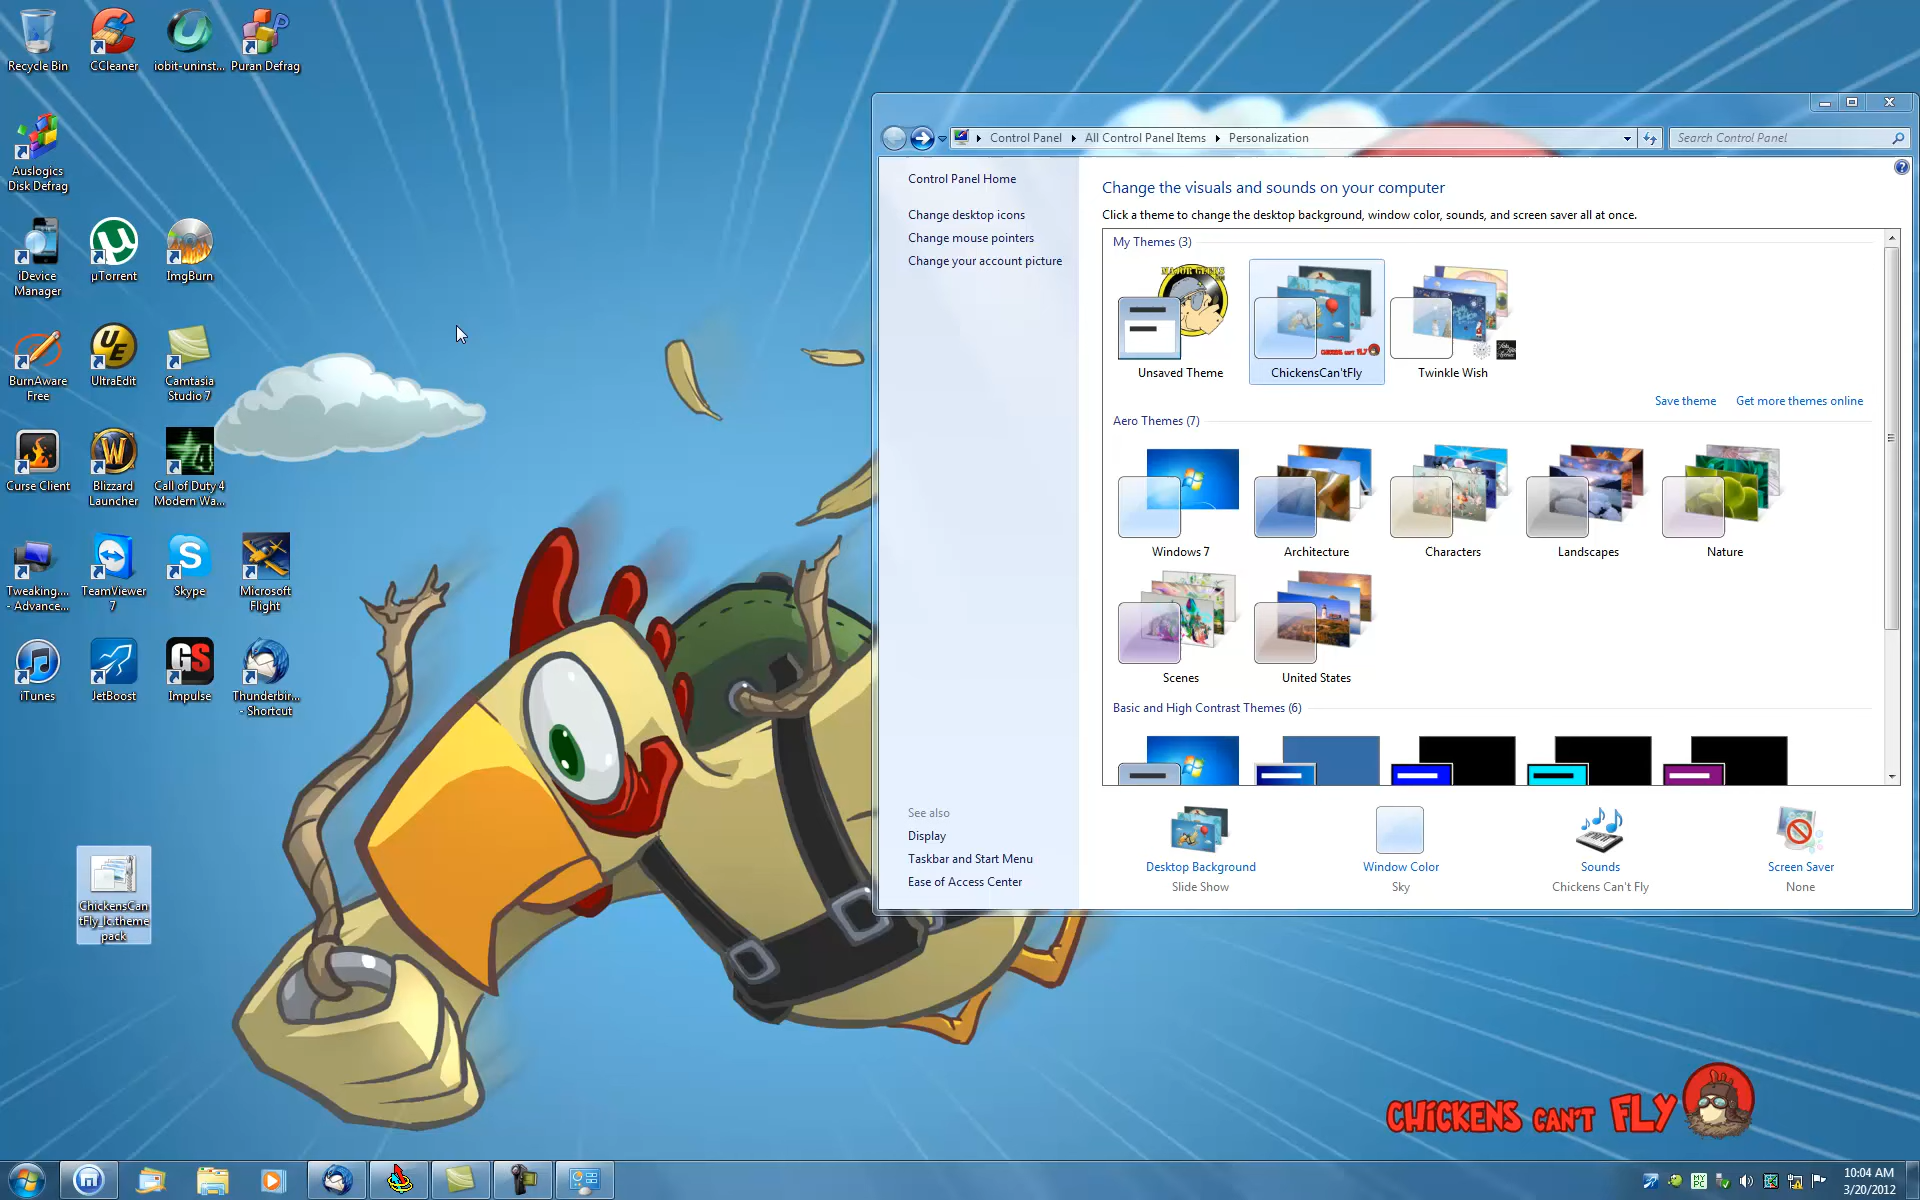 Recycle Bin
CCleaner
iobit-uninst...
Puran Defrag
Auslogics
Disk Defrag
iDevice
Manager
µTorrent
ImgBurn
BurnAware
Free
UltraEdit
Camtasia
Studio 7
Curse Client
Blizzard
Launcher
Call of Duty 4
Modern Wa...
Tweaking....
- Advance...
TeamViewer
7
Skype
Microsoft
Flight
iTunes
JetBoost
GS
Impulse
Thunderbir...
- Shortcut
ChickensCan
tFly_lc.theme
pack
Control Panel
All Control Panel Items
Personalization
Search Control Panel
Control Panel Home
Change desktop icons
Change mouse pointers
Change your account picture
See also
Display
Taskbar and Start Menu
Ease of Access Center
Change the visuals and sounds on your computer
Click a theme to change the desktop background, window color, sounds, and screen saver all at once.
My Themes (3)
Unsaved Theme
ChickensCan'tFly
Twinkle Wish
Save theme
Get more themes online
Aero Themes (7)
Windows 7
Architecture
Characters
Landscapes
Nature
Scenes
United States
Basic and High Contrast Themes (6)
Desktop Background
Slide Show
Window Color
Sky
Sounds
Chickens Can't Fly
Screen Saver
None
CHICKENS CAN'T FLY
10:04 AM
3/20/2012